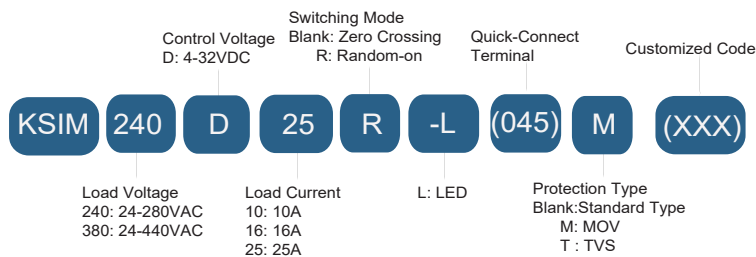 Control Voltage
D: 4-32VDC
Switching Mode
Blank: Zero Crossing
R: Random-on
Quick-Connect
Terminal
Customized Code
KSIM 240 D 25 R -L (045) M (XXX)
Load Voltage
240: 24-280VAC
380: 24-440VAC
Load Current
10: 10A
16: 16A
25: 25A
L: LED
Protection Type
Blank:Standard Type
M: MOV
T : TVS